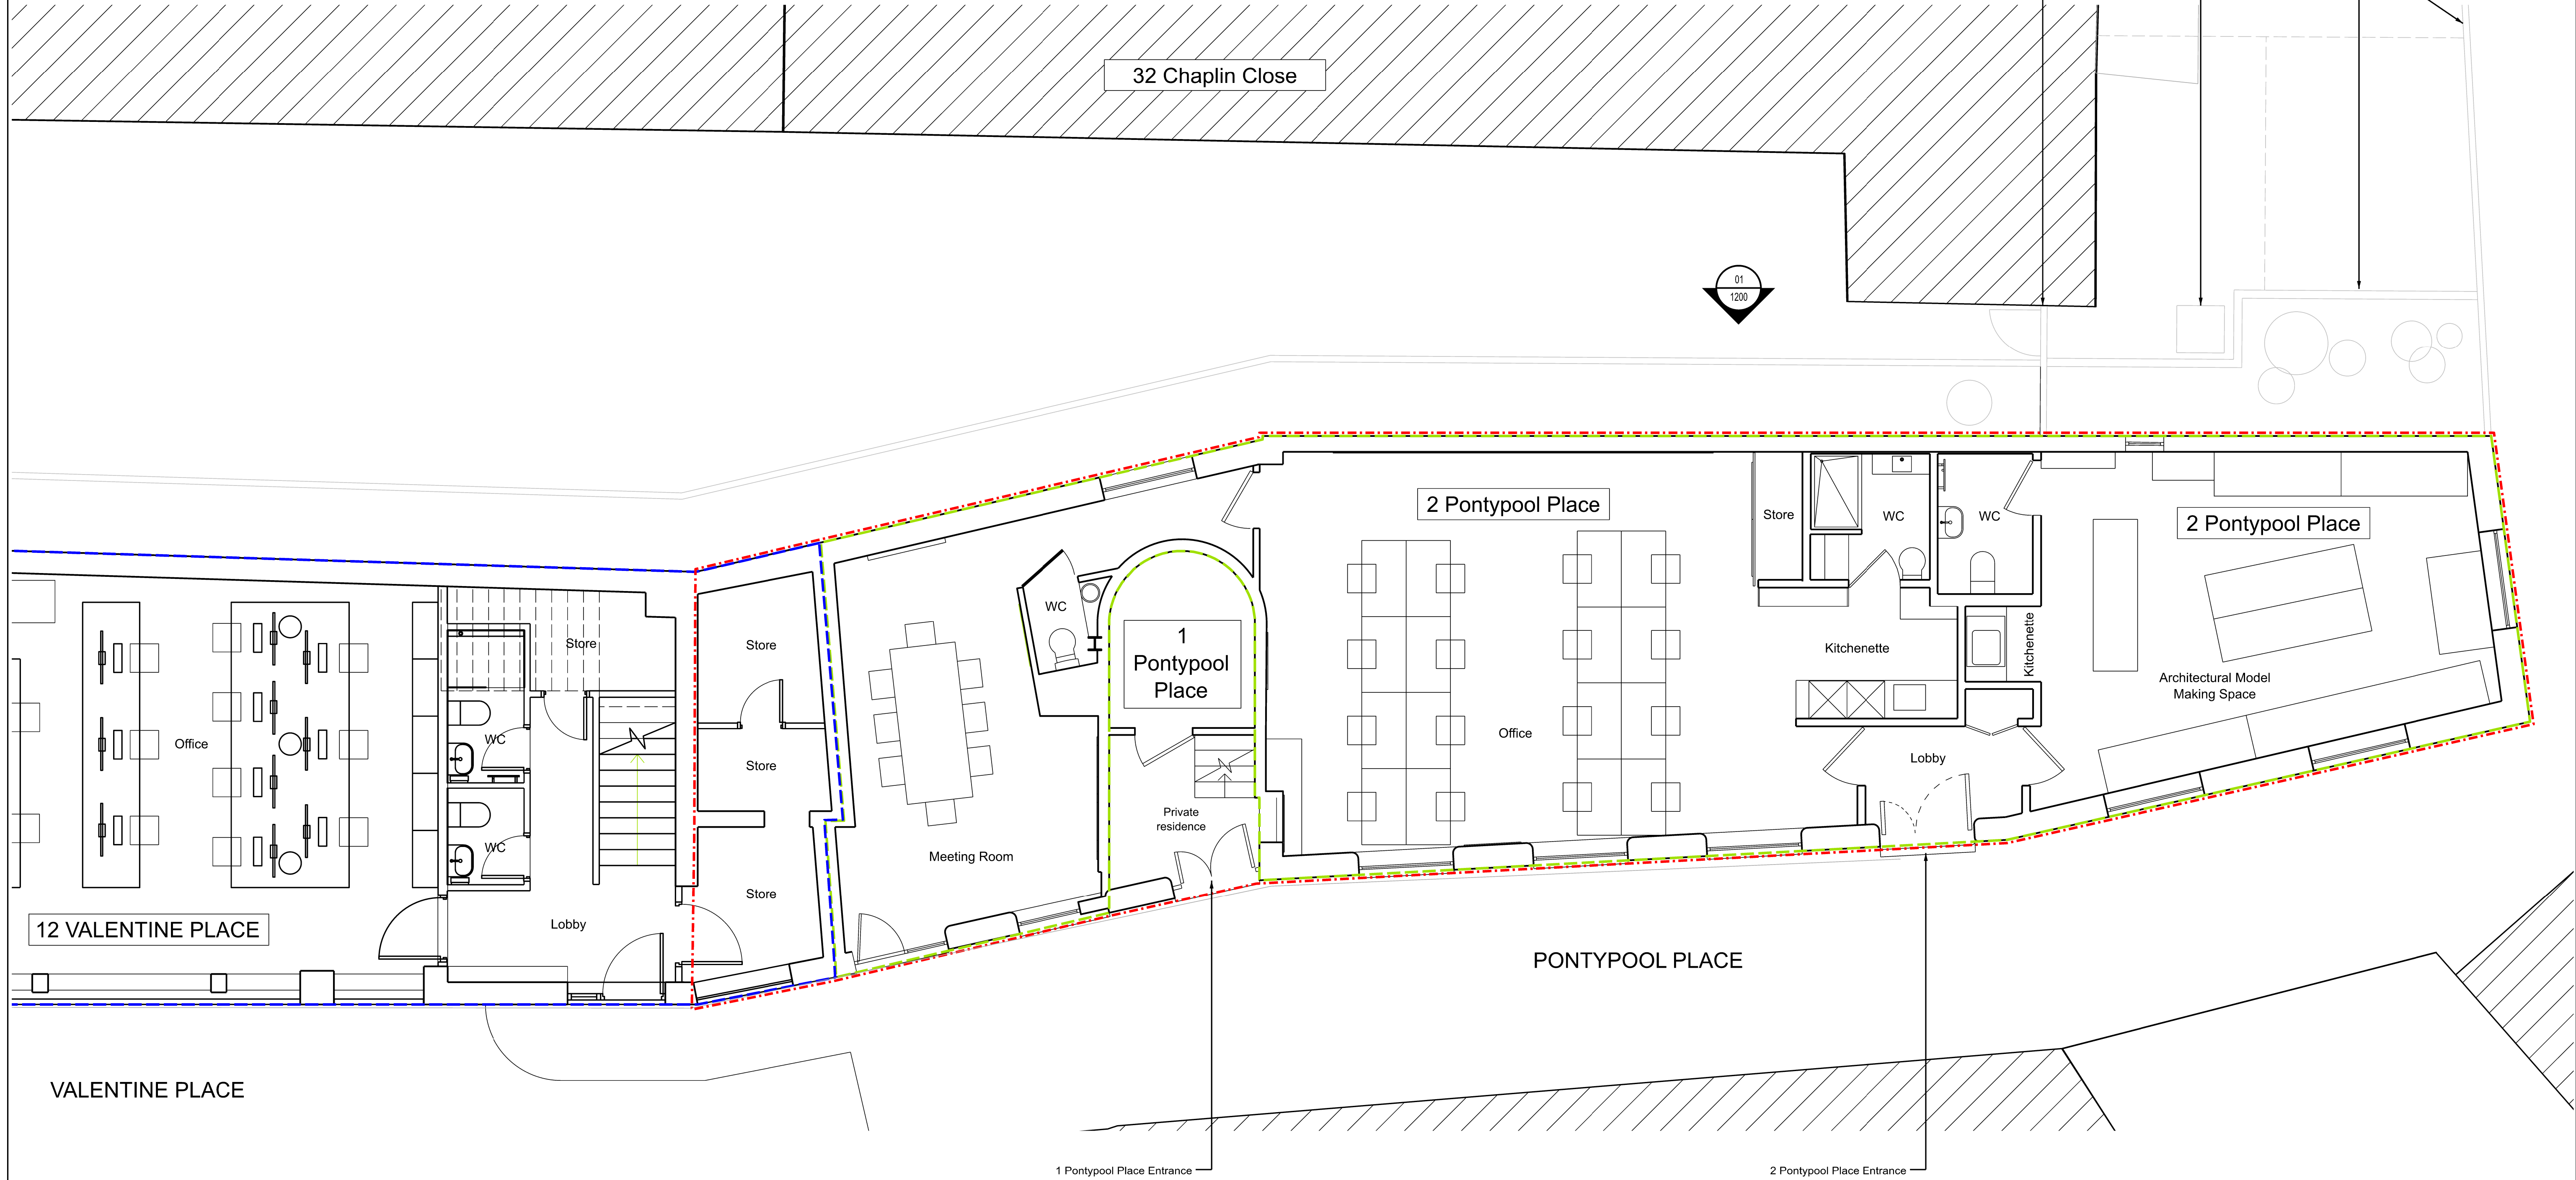 32 Chaplin Close
01
1200
2 Pontypool Place
Store
WC
WC
2 Pontypool Place
WC
1
Pontypool
Place
Store
Store
Kitchenette
Kitchenette
Architectural Model
Making Space
Office
WC
Office
Lobby
Store
Private
residence
WC
Meeting Room
Store
Lobby
12 VALENTINE PLACE
PONTYPOOL PLACE
VALENTINE PLACE
1 Pontypool Place Entrance
2 Pontypool Place Entrance